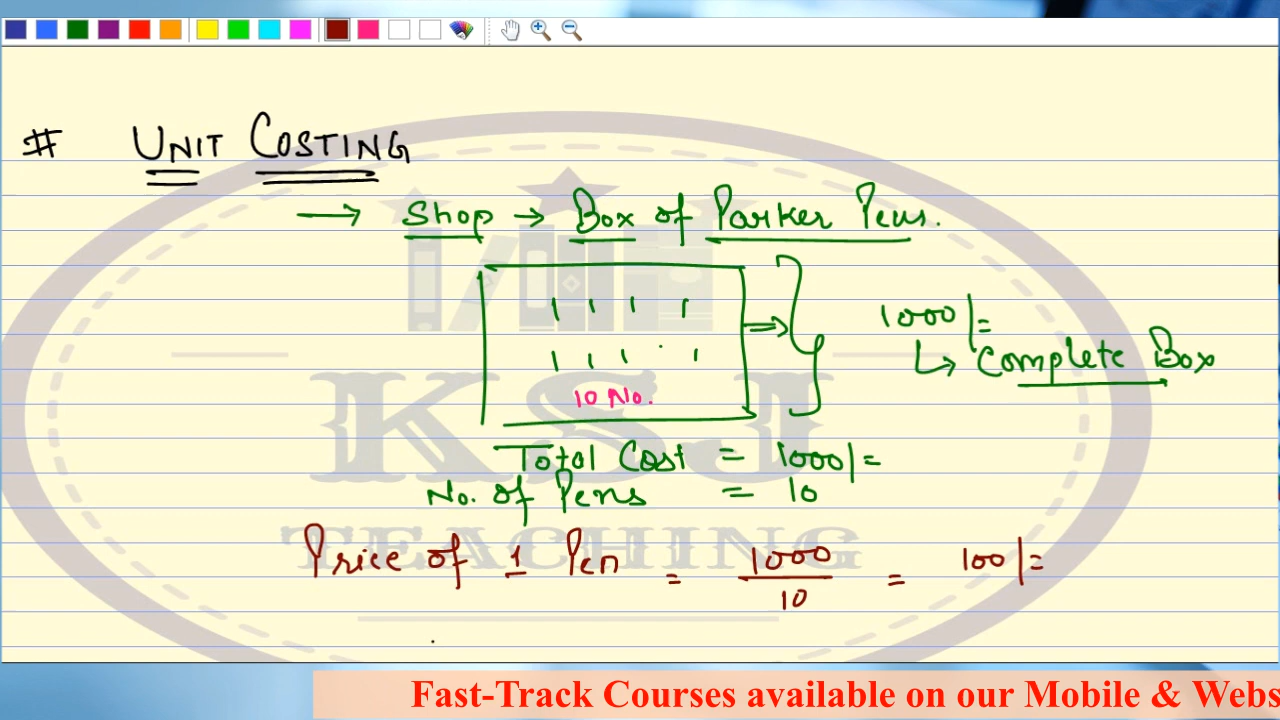 # UNIT COSTING
→ Shop → Box of Parker Pens.
1000/=
↳ Complete Box
10 No.
Total Cost = 1000/=
No. of Pens = 10
Price of 1 Pen = 1000/10 = 100/=
KSJ
TEACHING
Fast-Track Courses available on our Mobile & Webs